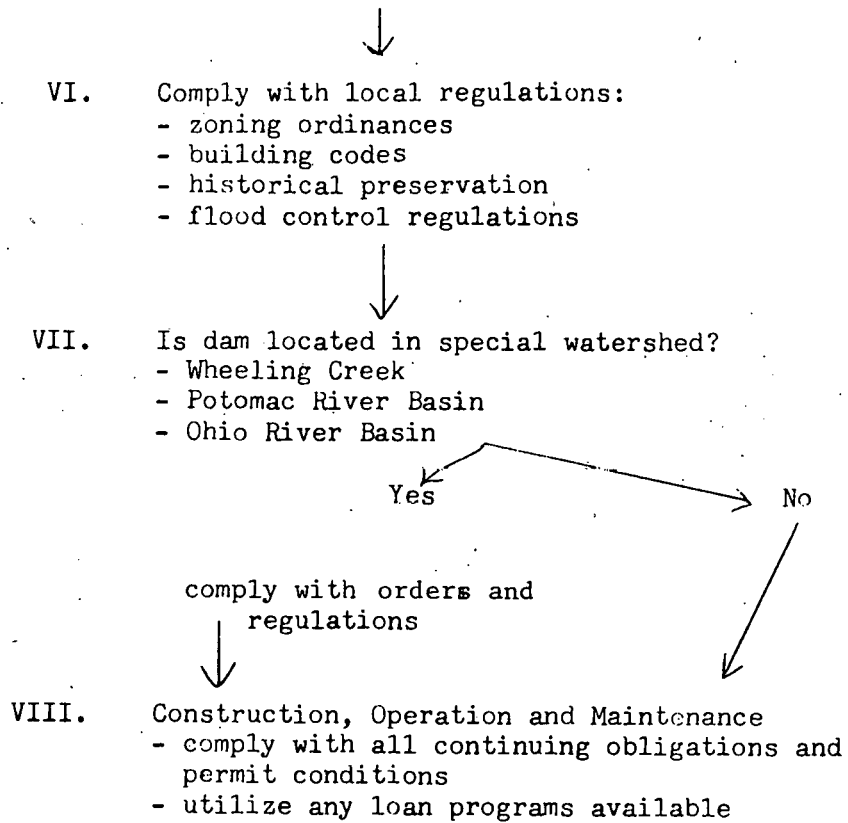 VI. Comply with local regulations:
- zoning ordinances
- building codes
- historical preservation
- flood control regulations
VII. Is dam located in special watershed?
- Wheeling Creek
- Potomac River Basin
- Ohio River Basin
Yes
No
comply with orders and
regulations
VIII. Construction, Operation and Maintenance
- comply with all continuing obligations and
permit conditions
- utilize any loan programs available